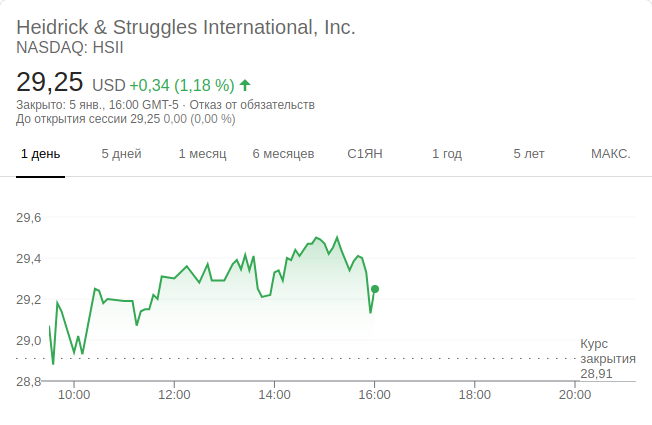 Heidrick & Struggles International, Inc.
NASDAQ: HSII
29,25 USD +0,34 (1,18 %)
Закрыто: 5 янв., 16:00 GMT-5 · Отказ от обязательств
До открытия сессии 29,25 0,00 (0,00 %)
1 день 5 дней 1 месяц 6 месяцев С1ЯН 1 год 5 лет МАКС.
29,6
29,4
29,2
29,0
Курс
закрытия
28,91
28,8
10:00 12:00 14:00 16:00 18:00 20:00